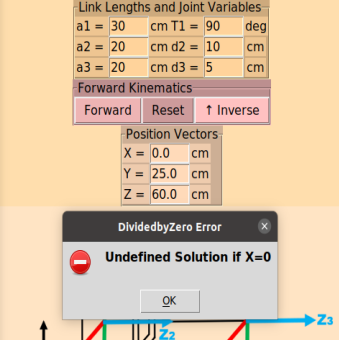 Link Lengths and Joint Variables
a1 = 30 cm T1 = 90 deg
a2 = 20 cm d2 = 10 cm
a3 = 20 cm d3 = 5 cm
Forward Kinematics
Forward Reset ↑ Inverse
Position Vectors
X = 0.0 cm
Y = 25.0 cm
Z = 60.0 cm
DividedbyZero Error
Undefined Solution if X=0
OK
Z3
Z2